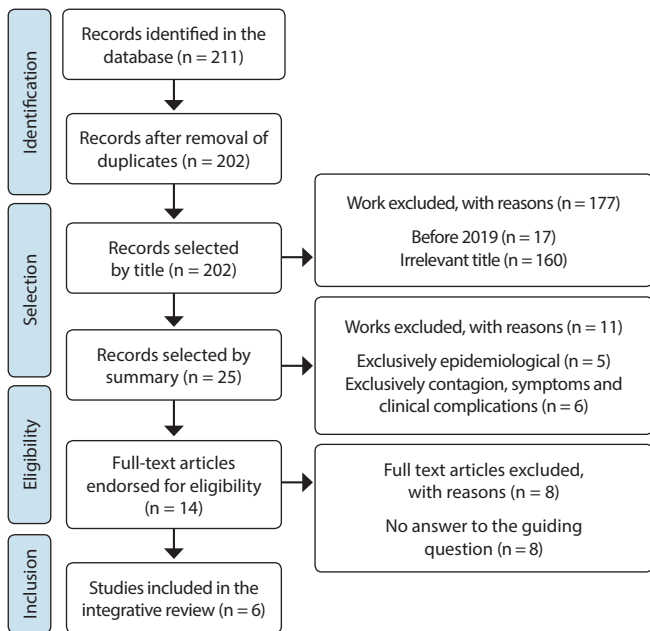 Identification
Records identified in the
database (n = 211)
Records after removal of
duplicates (n = 202)
Selection
Records selected
by title (n = 202)
Work excluded, with reasons (n = 177)
Before 2019 (n = 17)
Irrelevant title (n = 160)
Records selected by
summary (n = 25)
Works excluded, with reasons (n = 11)
Exclusively epidemiological (n = 5)
Exclusively contagion, symptoms and
clinical complications (n = 6)
Eligibility
Full-text articles
endorsed for eligibility
(n = 14)
Full text articles excluded,
with reasons (n = 8)
No answer to the guiding
question (n = 8)
Inclusion
Studies included in the
integrative review (n = 6)